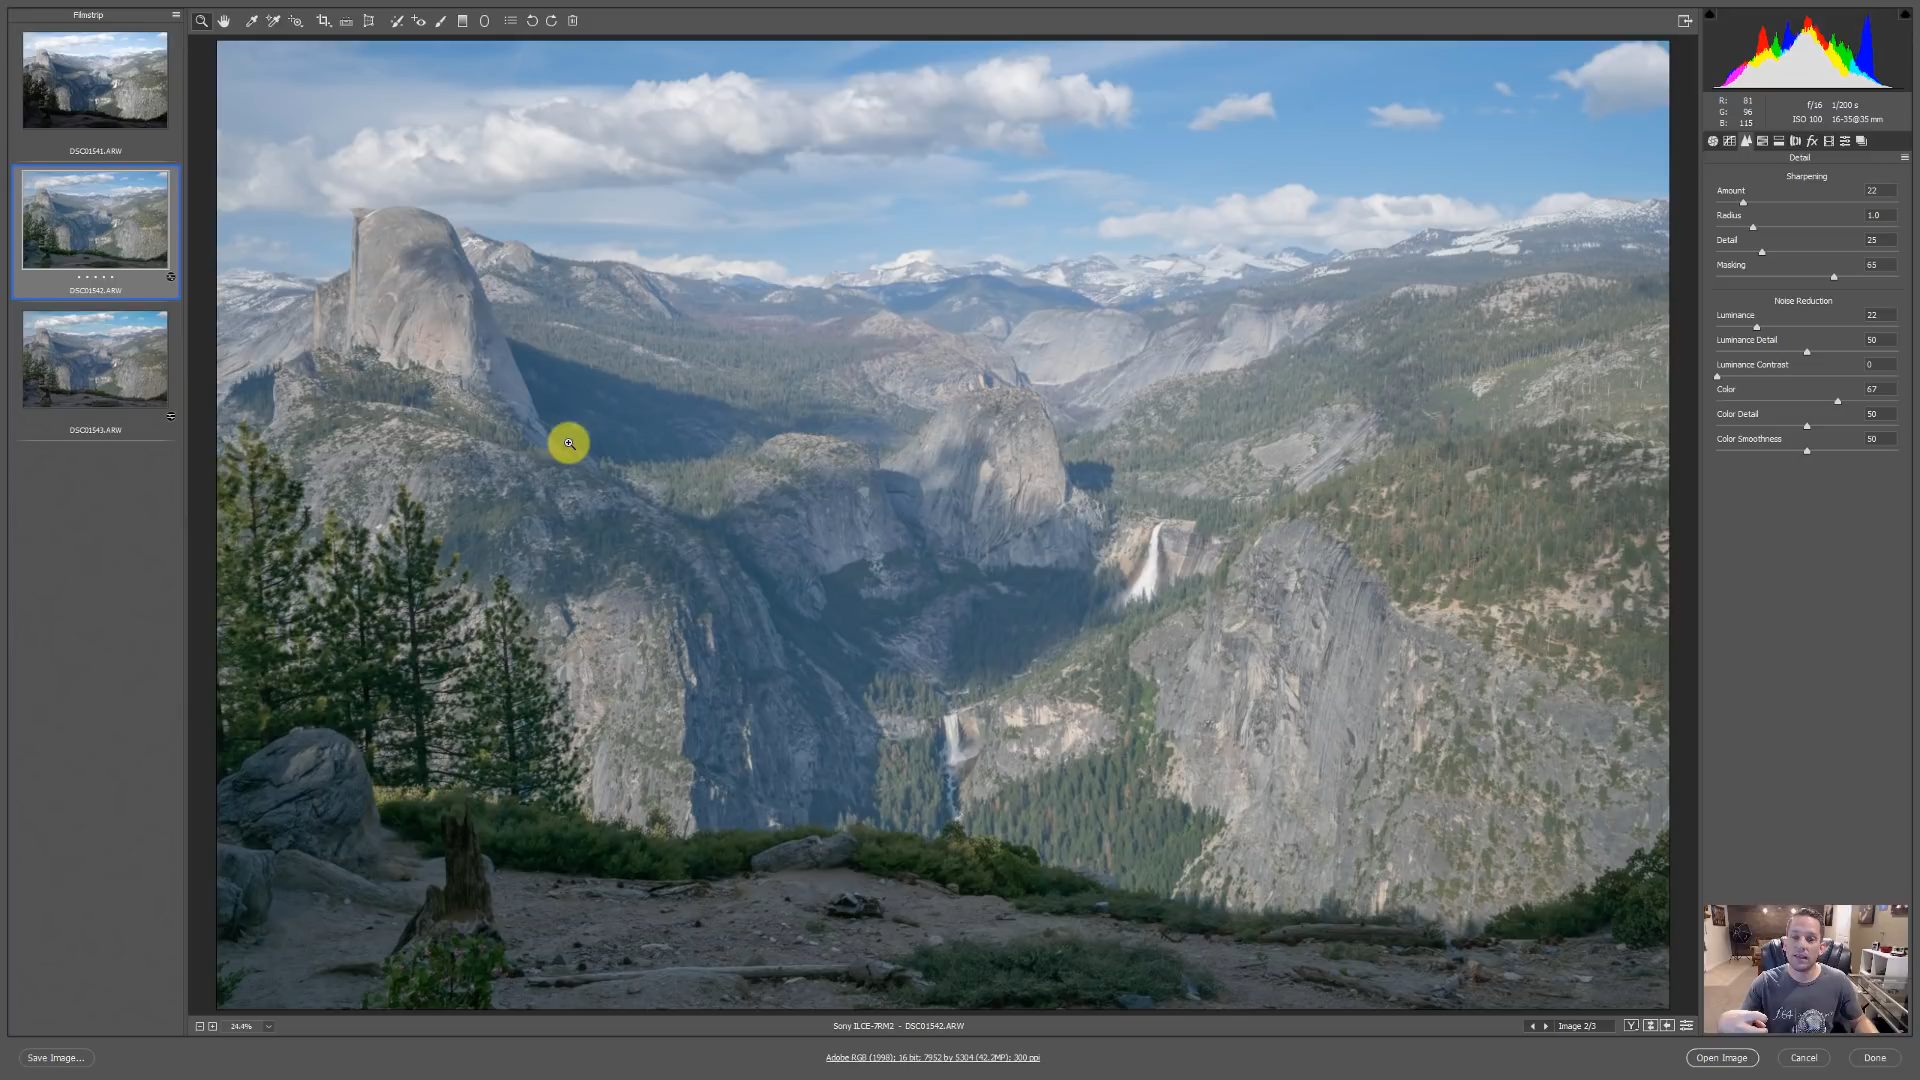 Filmstrip
DSC01541.ARW
DSC01542.ARW
DSC01543.ARW
R: 81
G: 96
B: 115
f/16 1/200 s
ISO 100 16-35@35 mm
fx
Detail
Sharpening
Amount 22
Radius 1.0
Detail 25
Masking 65
Noise Reduction
Luminance 22
Luminance Detail 50
Luminance Contrast 0
Color 67
Color Detail 50
Color Smoothness 50
f.64
24.4%
Sony ILCE-7RM2 - DSC01542.ARW
Image 2/3
Y
Save Image...
Adobe RGB (1998); 16 bit; 7952 by 5304 (42.2MP); 300 ppi
Open Image
Cancel
Done